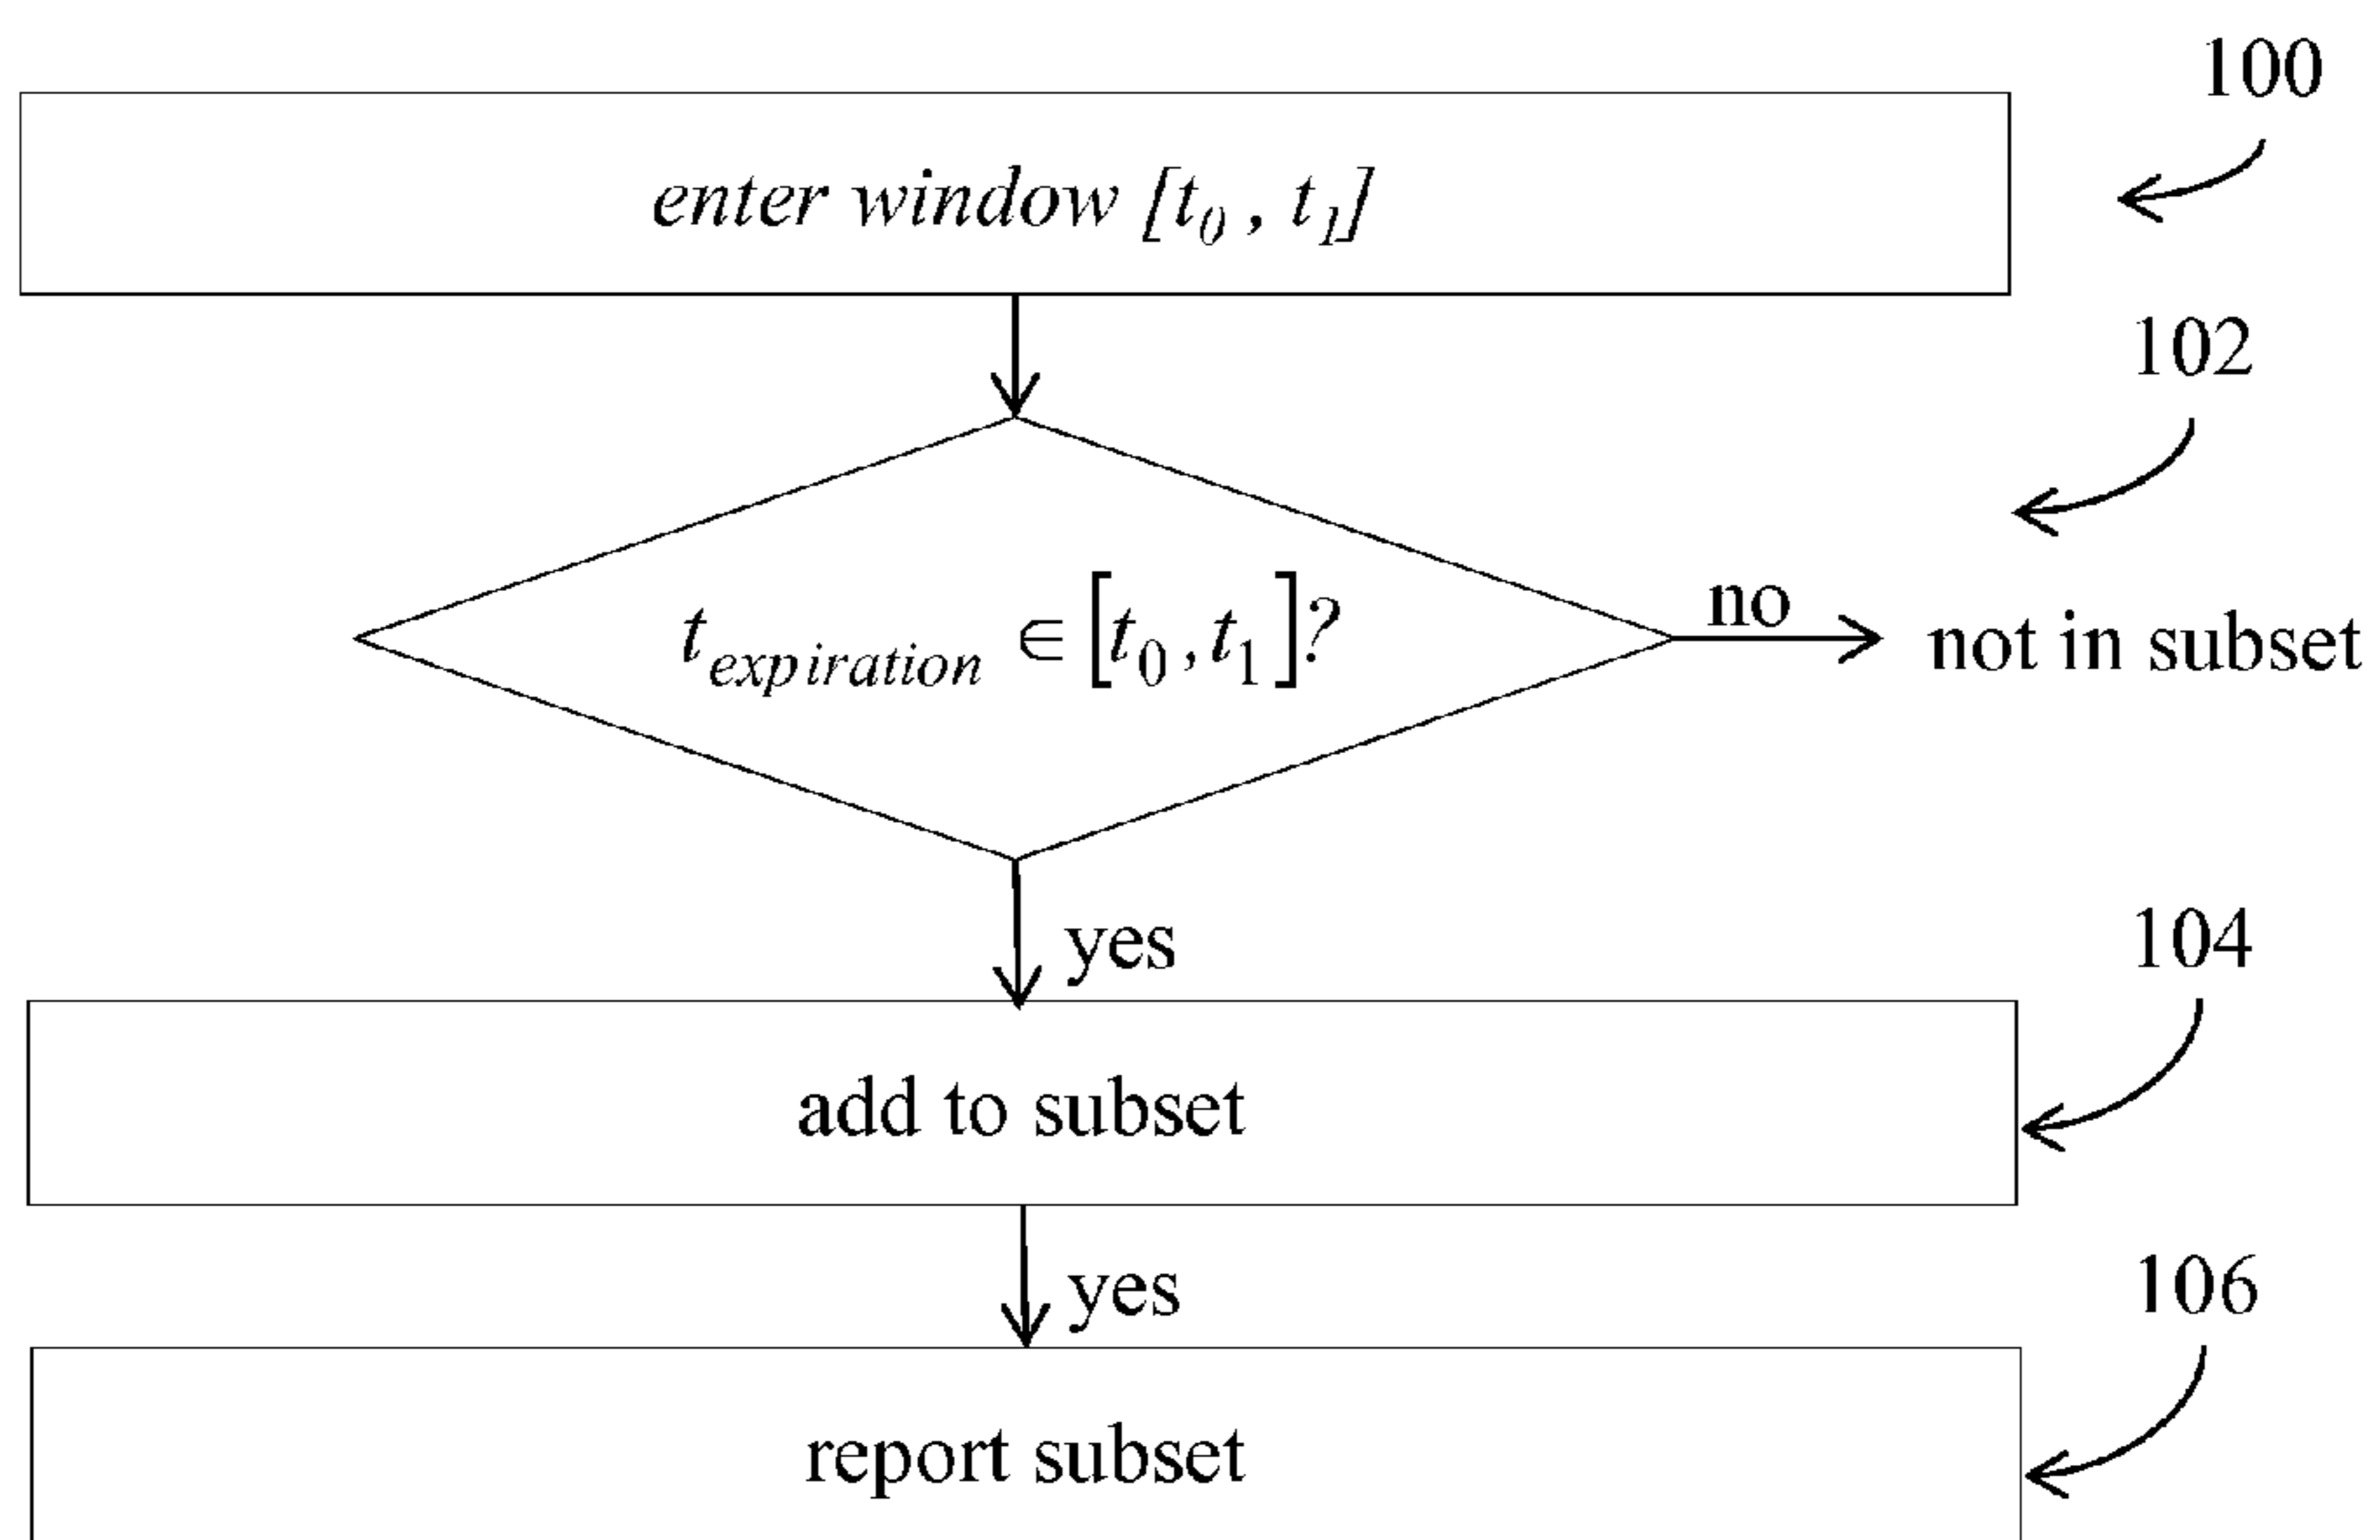 100
enter window [t₀ , t₁]
102
t_expiration ∈ [t₀ , t₁]?
no
not in subset
yes
104
add to subset
yes
106
report subset